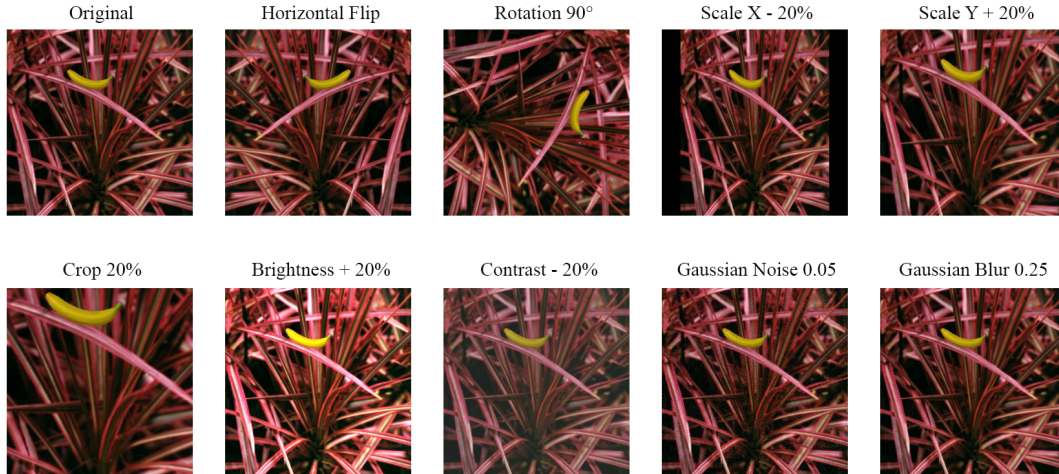 Original
Horizontal Flip
Rotation 90°
Scale X - 20%
Scale Y + 20%
Crop 20%
Brightness + 20%
Contrast - 20%
Gaussian Noise 0.05
Gaussian Blur 0.25